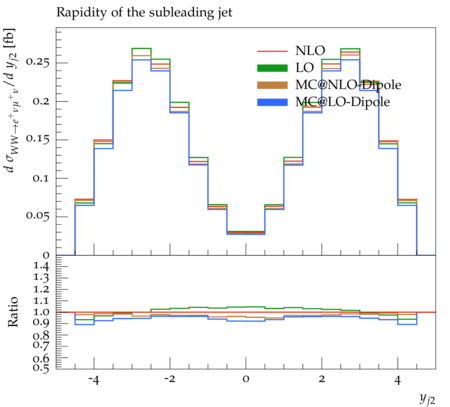 Rapidity of the subleading jet
d σWW→e+νμ+ν/d yj2 [fb]
NLO
LO
MC@NLO-Dipole
MC@LO-Dipole
0.25
0.2
0.15
0.1
0.05
0
Ratio
1.4
1.3
1.2
1.1
1.0
0.9
0.8
0.7
0.6
0.5
-4 -2 0 2 4
yj2